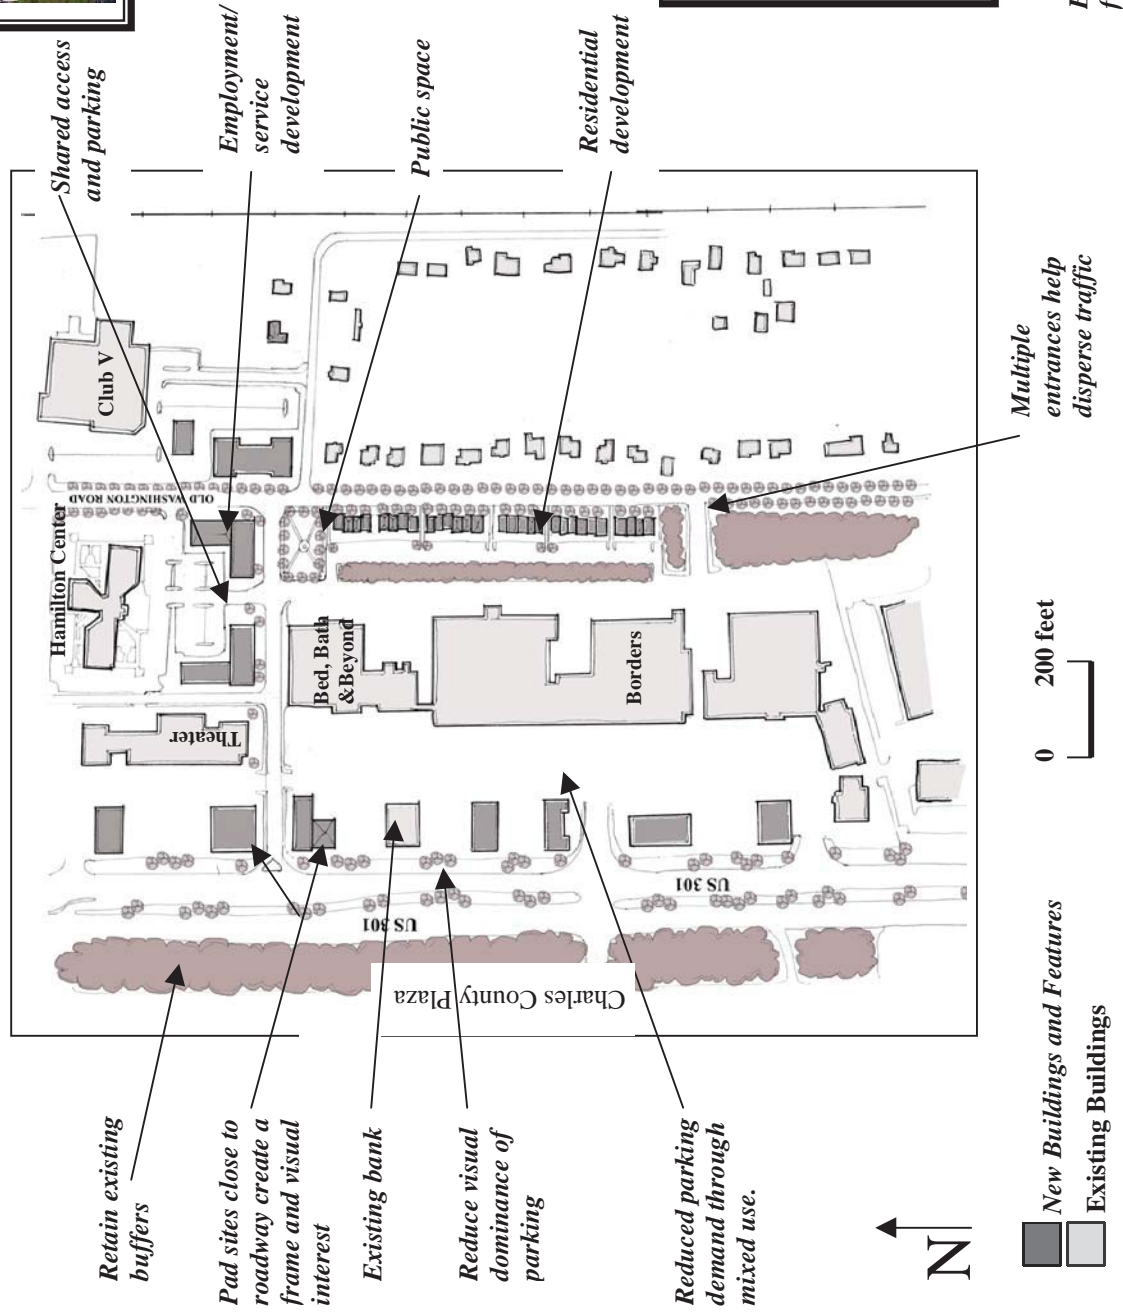 Retain existing
buffers
Pad sites close to
roadway create a
frame and visual
interest
Existing bank
Reduce visual
dominance of
parking
Reduced parking
demand through
mixed use.
Shared access
and parking
Employment/
service
development
Public space
Residential
development
Multiple
entrances help
disperse traffic
Club V
OLD WASHINGTON ROAD
Hamilton Center
Theater
Bed, Bath
&Beyond
Borders
US 301
US 301
Charles County Plaza
N
0 200 feet
New Buildings and Features
Existing Buildings